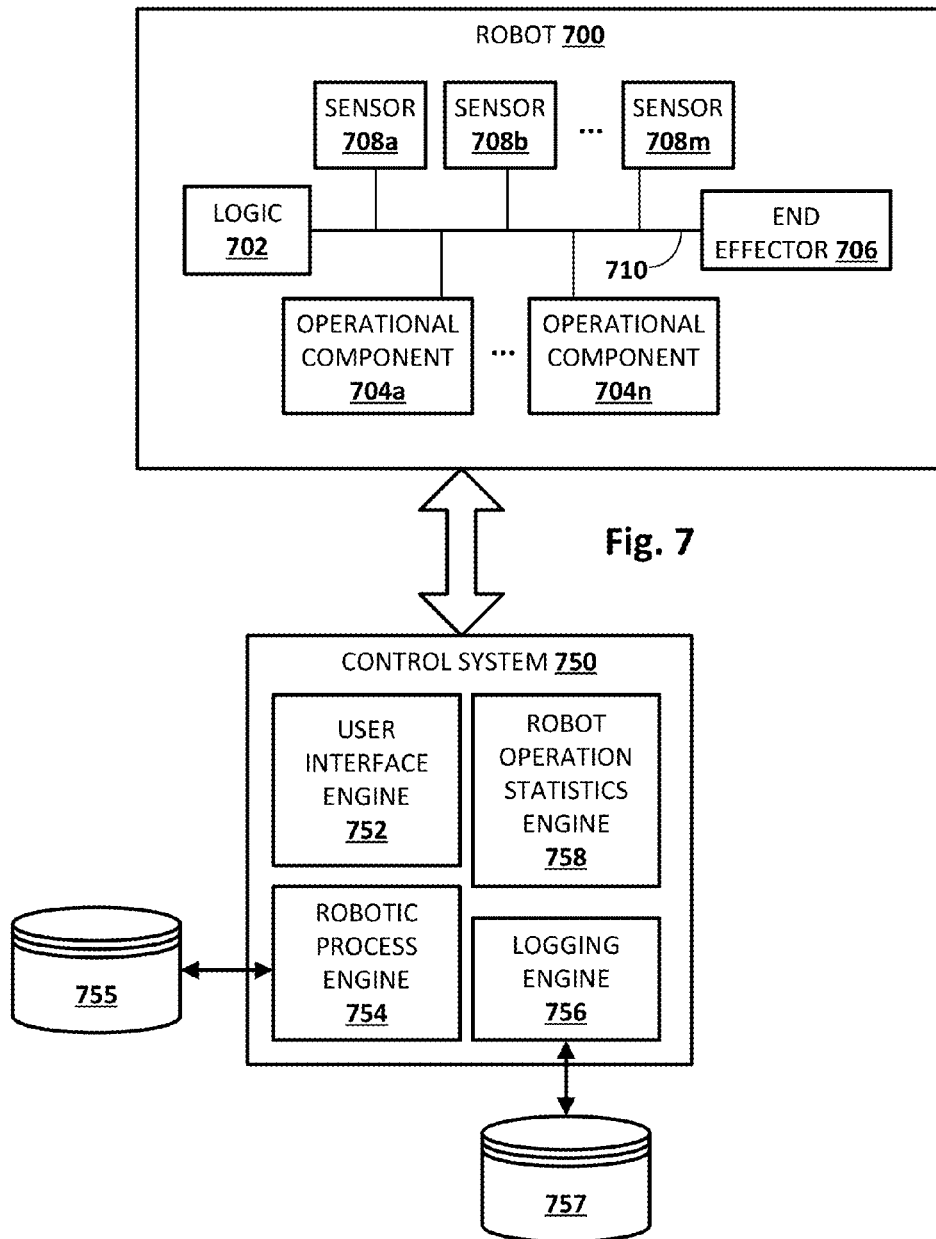 ROBOT 700
SENSOR
708a
SENSOR
708b
...
SENSOR
708m
LOGIC
702
END
EFFECTOR 706
710
OPERATIONAL
COMPONENT
704a
...
OPERATIONAL
COMPONENT
704n
Fig. 7
CONTROL SYSTEM 750
USER
INTERFACE
ENGINE
752
ROBOT
OPERATION
STATISTICS
ENGINE
758
ROBOTIC
PROCESS
ENGINE
754
LOGGING
ENGINE
756
755
757